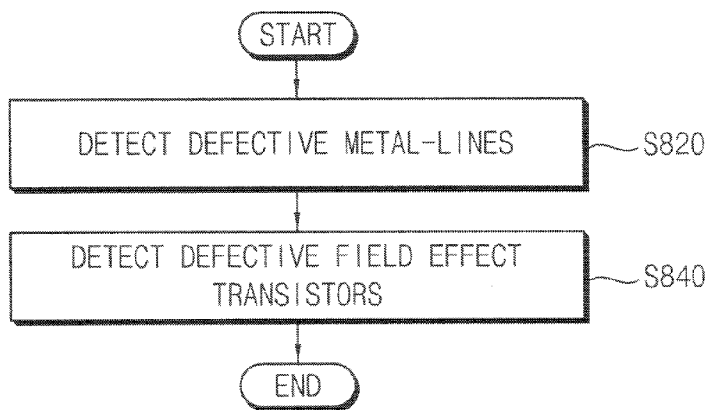 START
DETECT DEFECTIVE METAL-LINES
S820
DETECT DEFECTIVE FIELD EFFECT
TRANSISTORS
S840
END